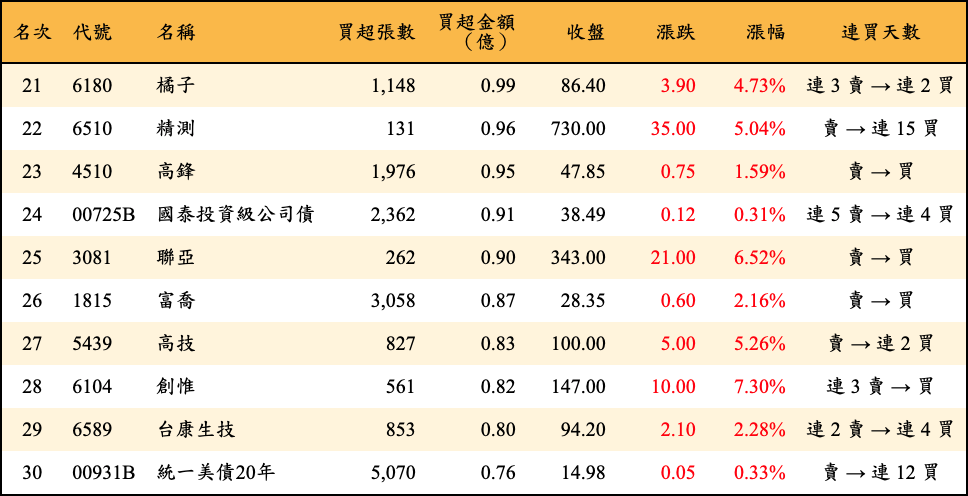 名次 代號 名稱 買超張數 買超金額（億） 收盤 漲跌 漲幅 連買天數
21 6180 橘子 1,148 0.99 86.40 3.90 4.73% 連 3 賣 → 連 2 買
22 6510 精測 131 0.96 730.00 35.00 5.04% 賣 → 連 15 買
23 4510 高鋒 1,976 0.95 47.85 0.75 1.59% 賣 → 買
24 00725B 國泰投資級公司債 2,362 0.91 38.49 0.12 0.31% 連 5 賣 → 連 4 買
25 3081 聯亞 262 0.90 343.00 21.00 6.52% 賣 → 買
26 1815 富喬 3,058 0.87 28.35 0.60 2.16% 賣 → 買
27 5439 高技 827 0.83 100.00 5.00 5.26% 賣 → 連 2 買
28 6104 創惟 561 0.82 147.00 10.00 7.30% 連 3 賣 → 買
29 6589 台康生技 853 0.80 94.20 2.10 2.28% 連 2 賣 → 連 4 買
30 00931B 統一美債20年 5,070 0.76 14.98 0.05 0.33% 賣 → 連 12 買